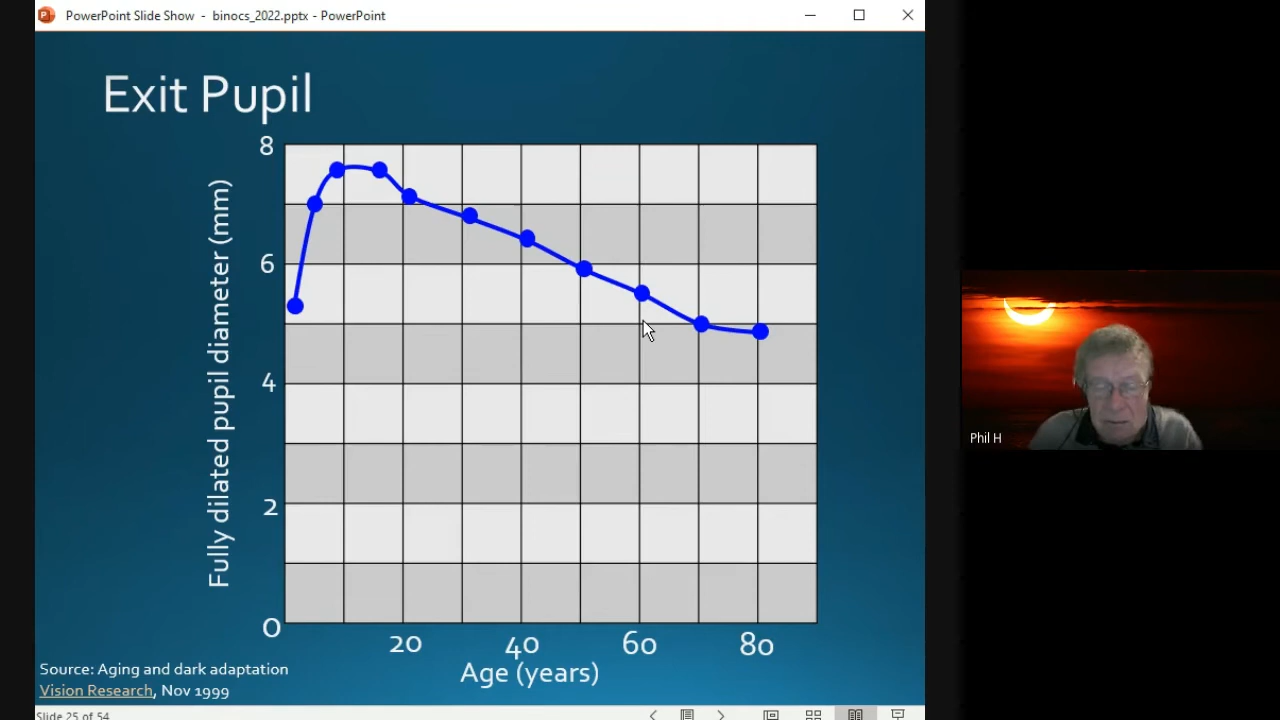 PowerPoint Slide Show - binocs_2022.pptx - PowerPoint
Exit Pupil
8
6
4
2
0
Fully dilated pupil diameter (mm)
20 40 60 80
Age (years)
Source: Aging and dark adaptation
Vision Research, Nov 1999
Slide 25 of 54
Phil H